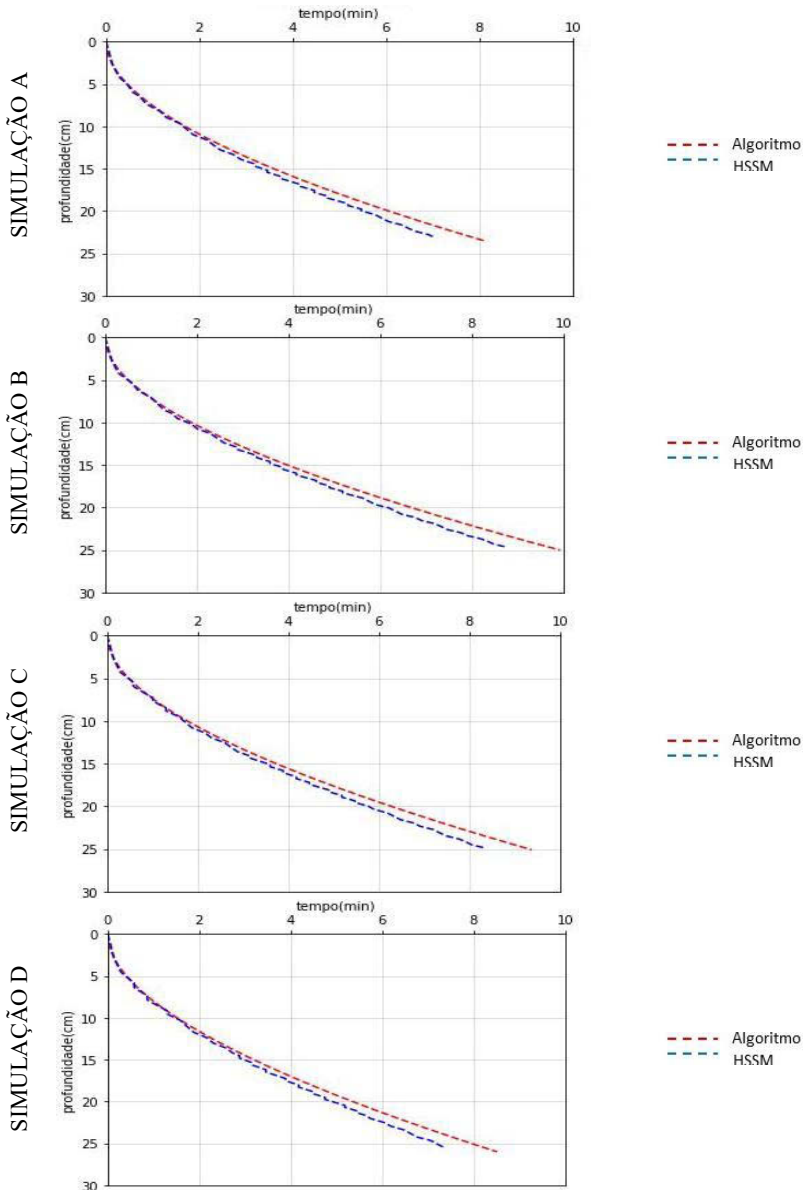 SIMULAÇÃO A
tempo(min)
0 2 4 6 8 10
profundidade(cm)
0
5
10
15
20
25
30
Algoritmo
HSSM
SIMULAÇÃO B
tempo(min)
0 2 4 6 8 10
profundidade(cm)
0
5
10
15
20
25
30
Algoritmo
HSSM
SIMULAÇÃO C
tempo(min)
0 2 4 6 8 10
profundidade(cm)
0
5
10
15
20
25
30
Algoritmo
HSSM
SIMULAÇÃO D
tempo(min)
0 2 4 6 8 10
profundidade(cm)
0
5
10
15
20
25
30
Algoritmo
HSSM